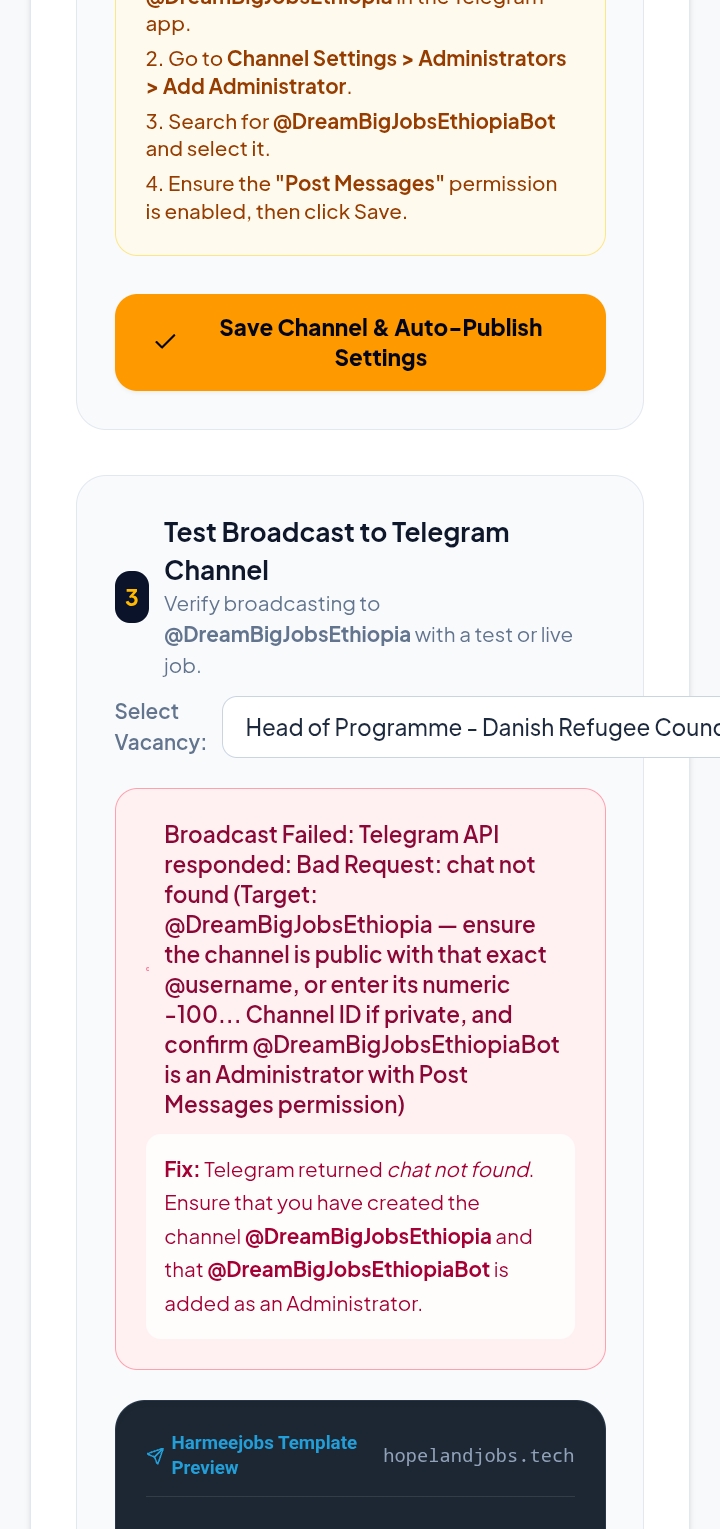 @DreamBigJobsEthiopia in the Telegram
app.
2. Go to Channel Settings > Administrators
> Add Administrator.
3. Search for @DreamBigJobsEthiopiaBot
and select it.
4. Ensure the "Post Messages" permission
is enabled, then click Save.
Save Channel & Auto-Publish
Settings
3
Test Broadcast to Telegram
Channel
Verify broadcasting to
@DreamBigJobsEthiopia with a test or live
job.
Select
Vacancy:
Head of Programme - Danish Refugee Counc
Broadcast Failed: Telegram API
responded: Bad Request: chat not
found (Target:
@DreamBigJobsEthiopia — ensure
the channel is public with that exact
@username, or enter its numeric
-100... Channel ID if private, and
confirm @DreamBigJobsEthiopiaBot
is an Administrator with Post
Messages permission)
Fix: Telegram returned chat not found.
Ensure that you have created the
channel @DreamBigJobsEthiopia and
that @DreamBigJobsEthiopiaBot is
added as an Administrator.
Harmeejobs Template
Preview
hopelandjobs.tech